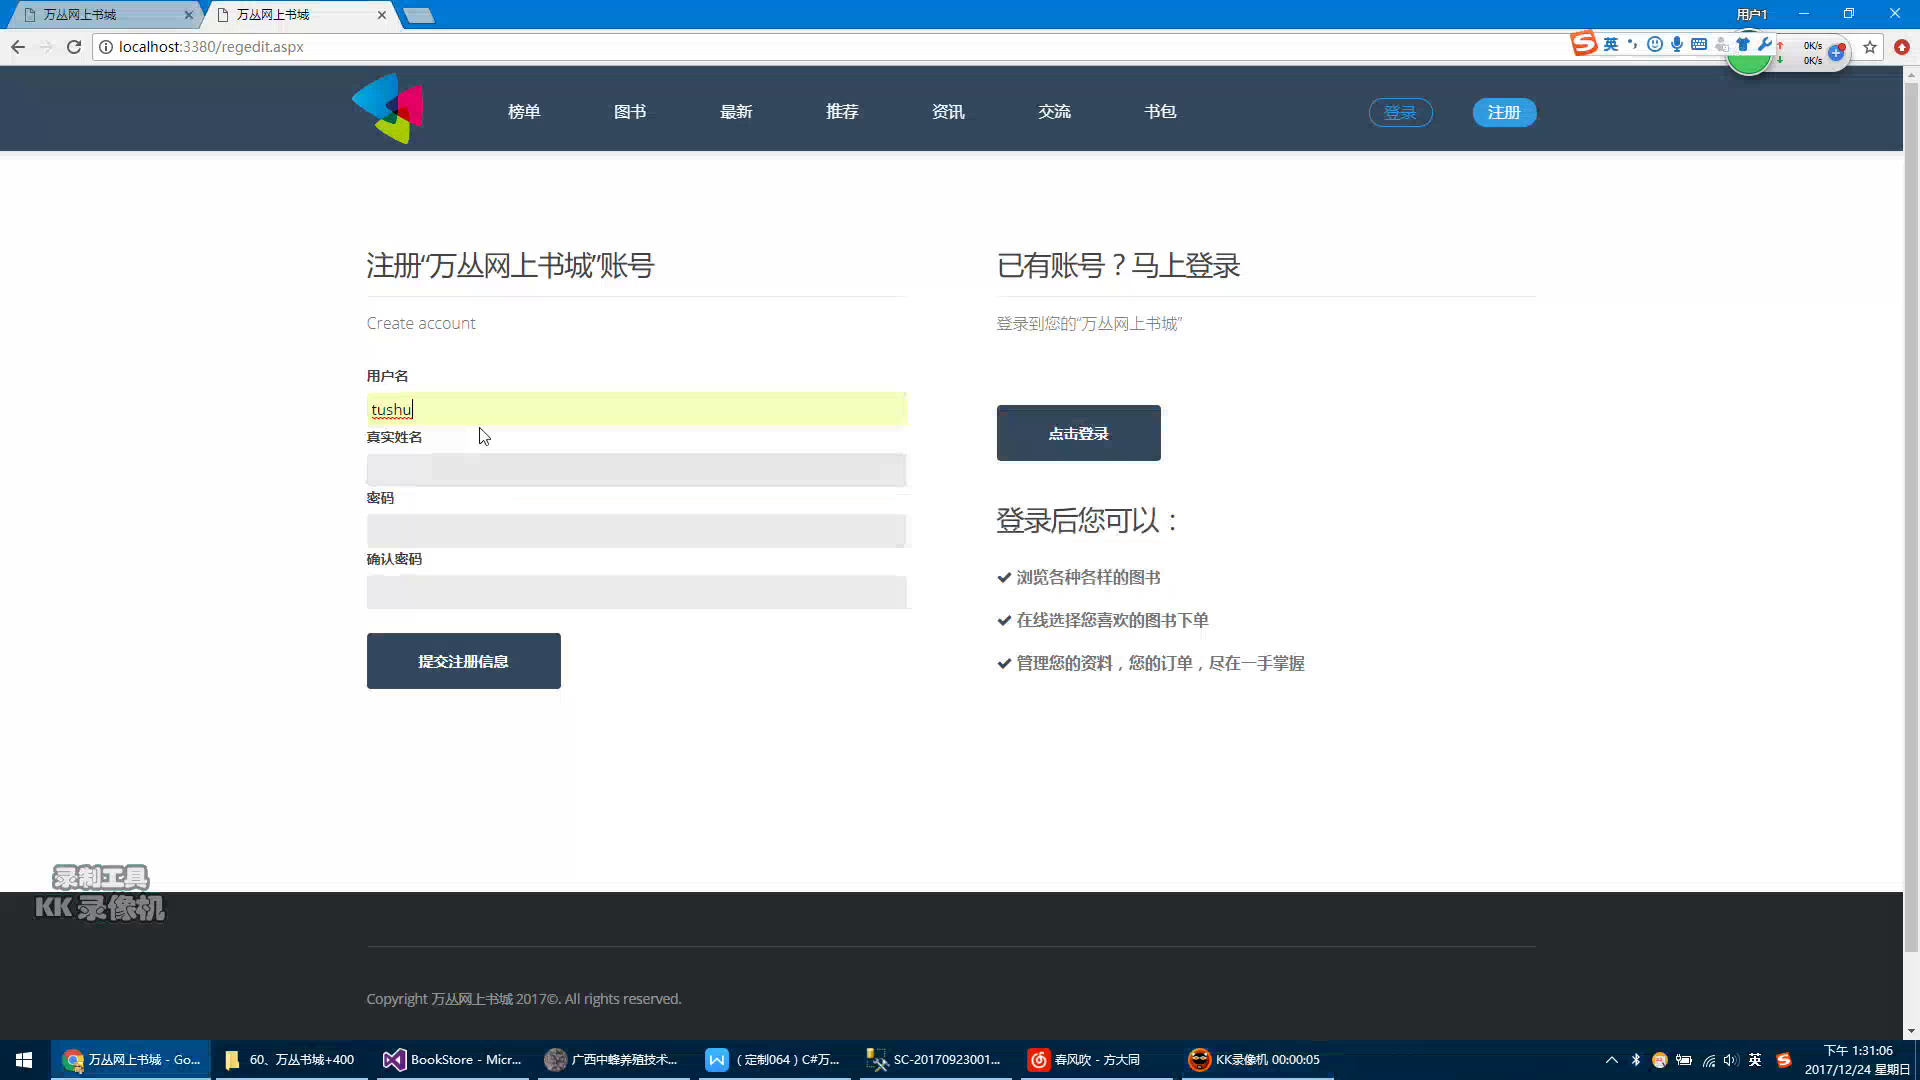 万丛网上书城
万丛网上书城
用户1
localhost:3380/regedit.aspx
英
0K/s
0K/s
榜单
图书
最新
推荐
资讯
交流
书包
登录
注册
注册“万丛网上书城”账号
Create account
用户名
tushu
真实姓名
密码
确认密码
提交注册信息
已有账号？马上登录
登录到您的“万丛网上书城”
点击登录
登录后您可以：
浏览各种各样的图书
在线选择您喜欢的图书下单
管理您的资料，您的订单，尽在一手掌握
录制工具
KK 录像机
Copyright 万丛网上书城 2017©. All rights reserved.
万丛网上书城 - Go...
60、万丛书城+400
BookStore - Micr...
广西中蜂养殖技术...
（定制064）C#万...
SC-20170923001...
春风吹 - 方大同
KK录像机 00:00:05
英
下午 1:31:06
2017/12/24 星期日